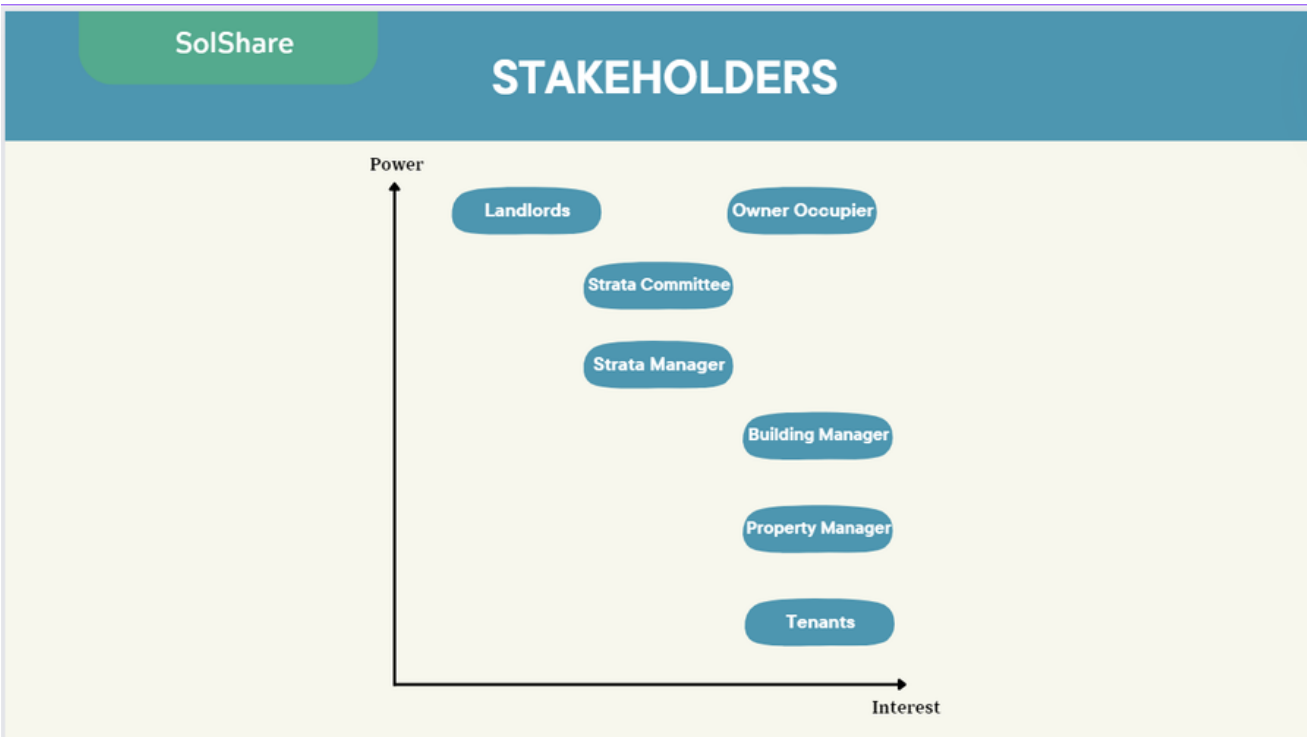 SolShare
STAKEHOLDERS
Power
Landlords
Owner Occupier
Strata Committee
Strata Manager
Building Manager
Property Manager
Tenants
Interest